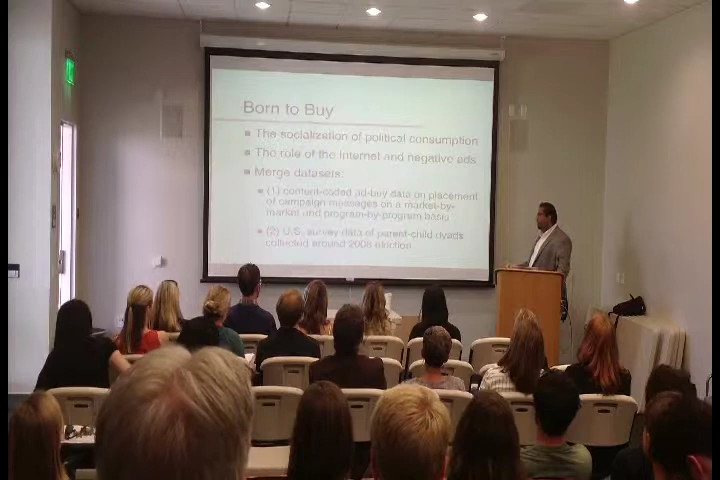 Born to Buy
■ The socialization of political consumption
■ The role of the internet and negative ads
■ Merge datasets:
■ (1) content-coded ad-buy data on placement
of campaign messages on a market-by-
market and program-by-program basis
■ (2) U.S. survey data of parent-child dyads
collected around 2008 election